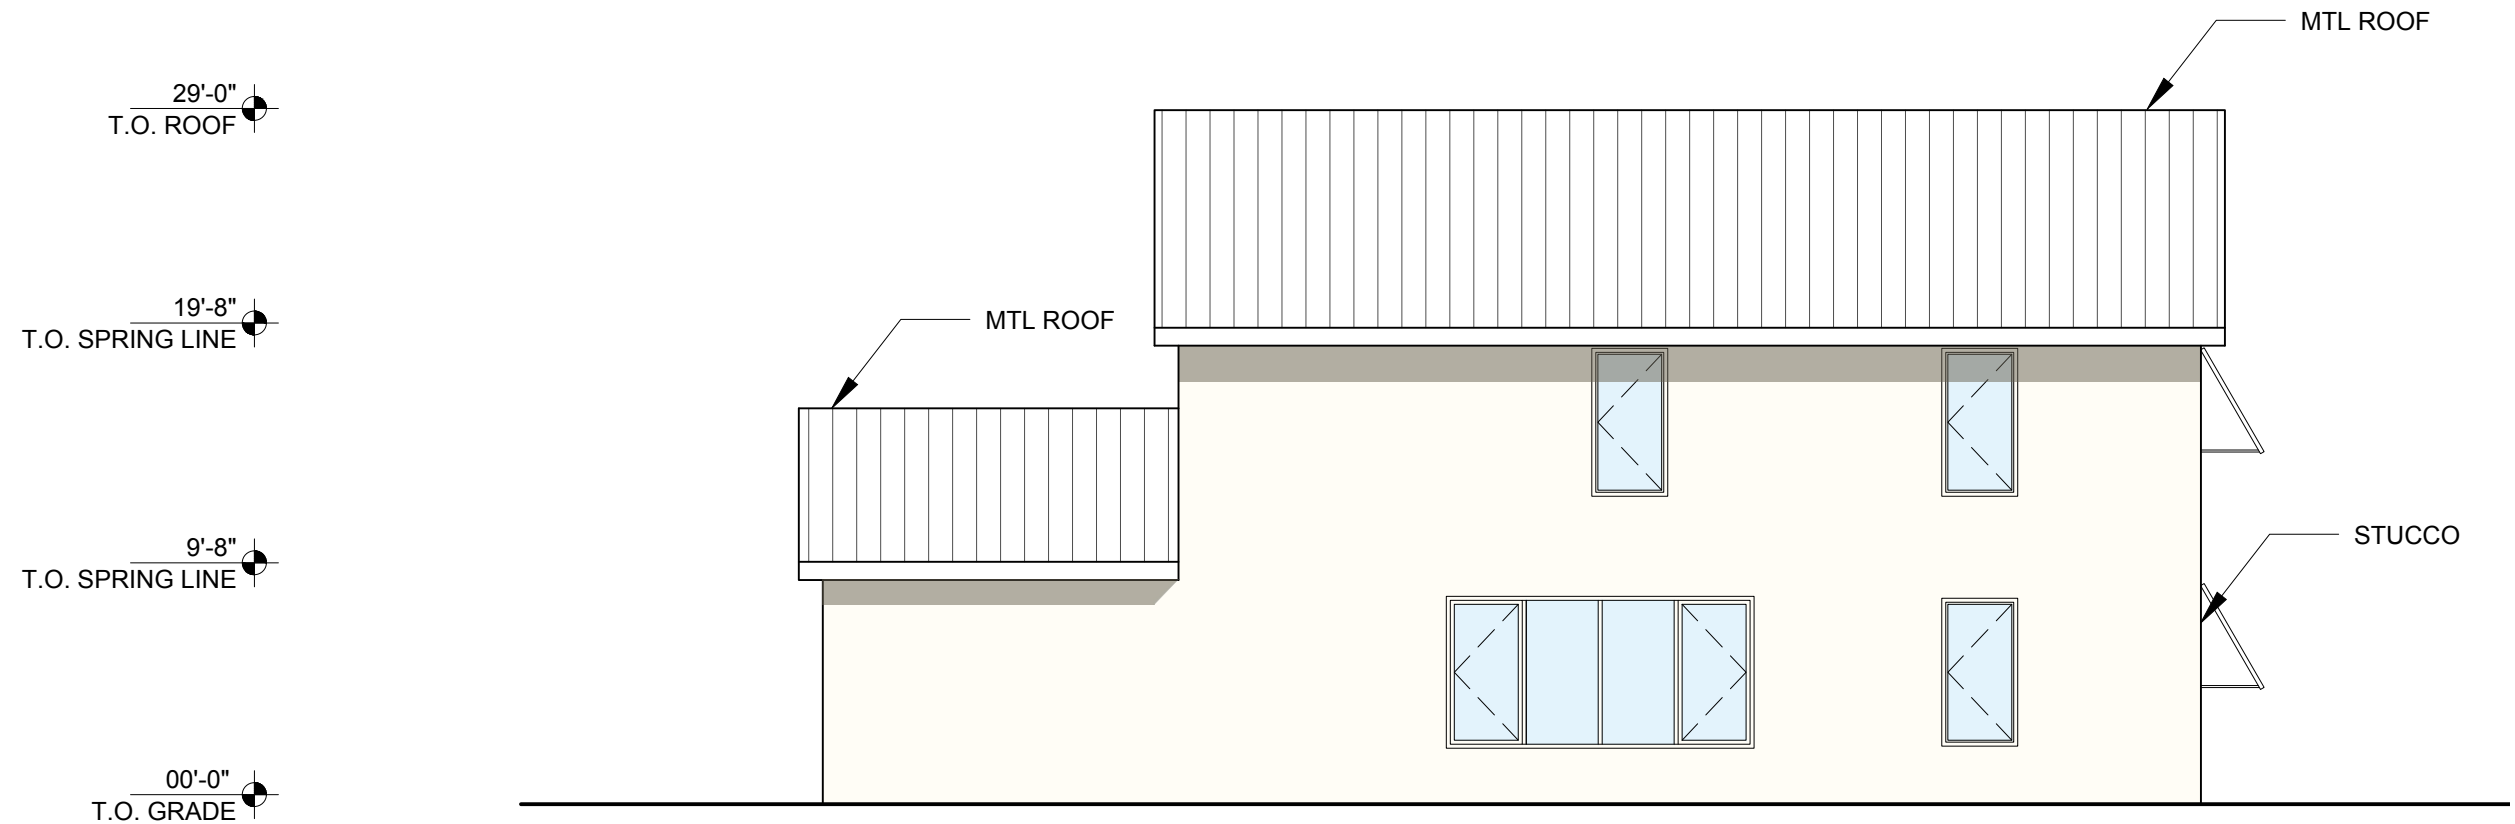 MTL ROOF
29'-0"
T.O. ROOF
19'-8"
T.O. SPRING LINE
MTL ROOF
9'-8"
T.O. SPRING LINE
STUCCO
00'-0"
T.O. GRADE